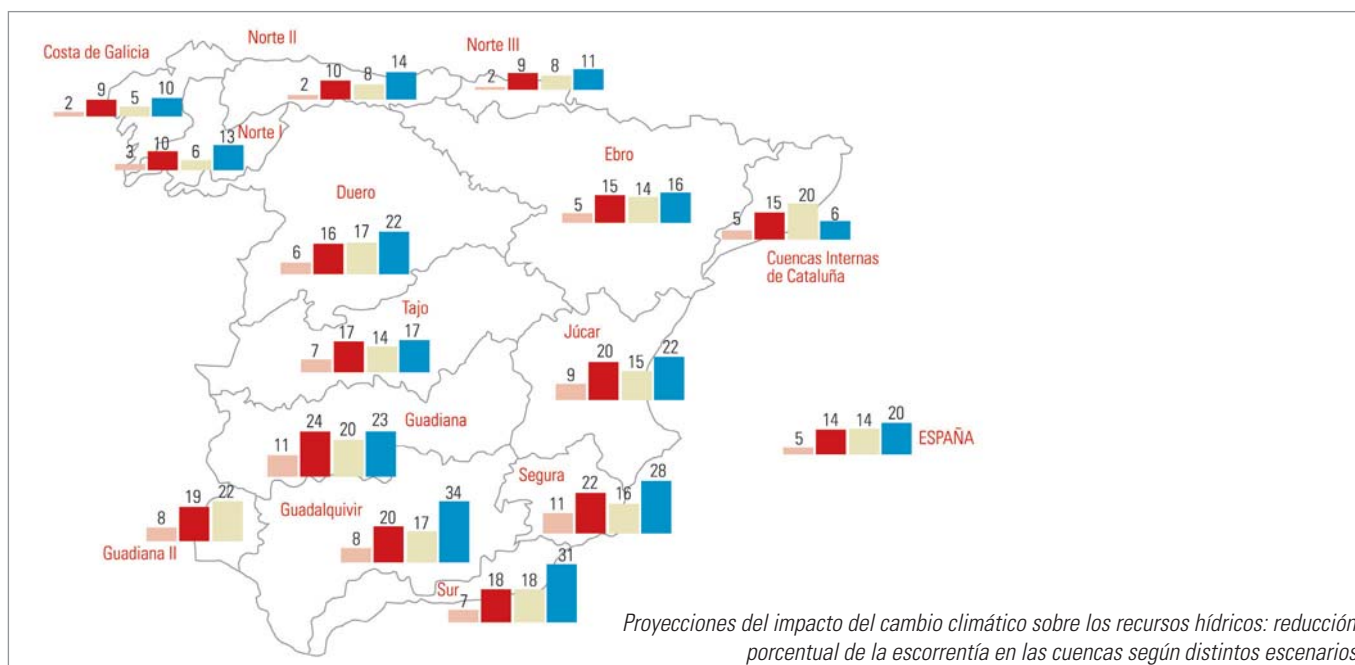 Norte II
Norte III
Costa de Galicia
2 9 5 10
2 10 8 14
2 9 8 11
Norte I
3 10 6 13
Ebro
5 15 14 16
5 15 20 6
Cuencas Internas
de Cataluña
Duero
6 16 17 22
Tajo
7 17 14 17
Júcar
9 20 15 22
Guadiana
11 24 20 23
5 14 14 20
ESPAÑA
Segura
11 22 16 28
8 19 22
Guadiana II
Guadalquivir
8 20 17 34
Sur
7 18 18 31
Proyecciones del impacto del cambio climático sobre los recursos hídricos: reducción
porcentual de la escorrentía en las cuencas según distintos escenarios